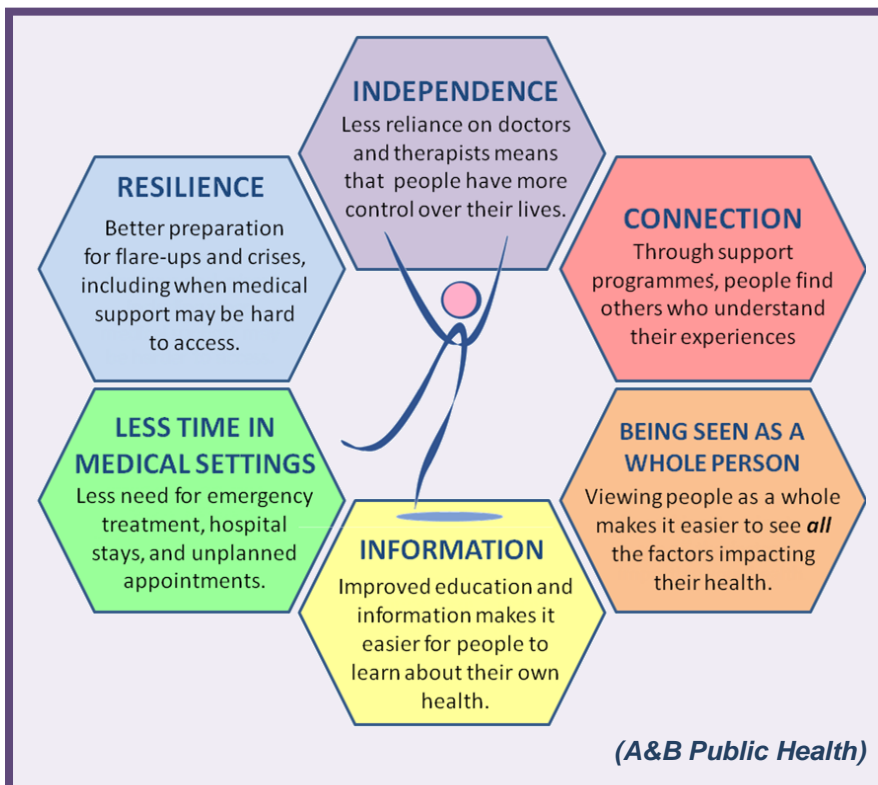 INDEPENDENCE
Less reliance on doctors
and therapists means
that people have more
control over their lives.
RESILIENCE
Better preparation
for flare-ups and crises,
including when medical
support may be hard
to access.
CONNECTION
Through support
programmes, people find
others who understand
their experiences
LESS TIME IN
MEDICAL SETTINGS
Less need for emergency
treatment, hospital
stays, and unplanned
appointments.
BEING SEEN AS A
WHOLE PERSON
Viewing people as a whole
makes it easier to see all
the factors impacting
their health.
INFORMATION
Improved education and
information makes it
easier for people to
learn about their own
health.
(A&B Public Health)